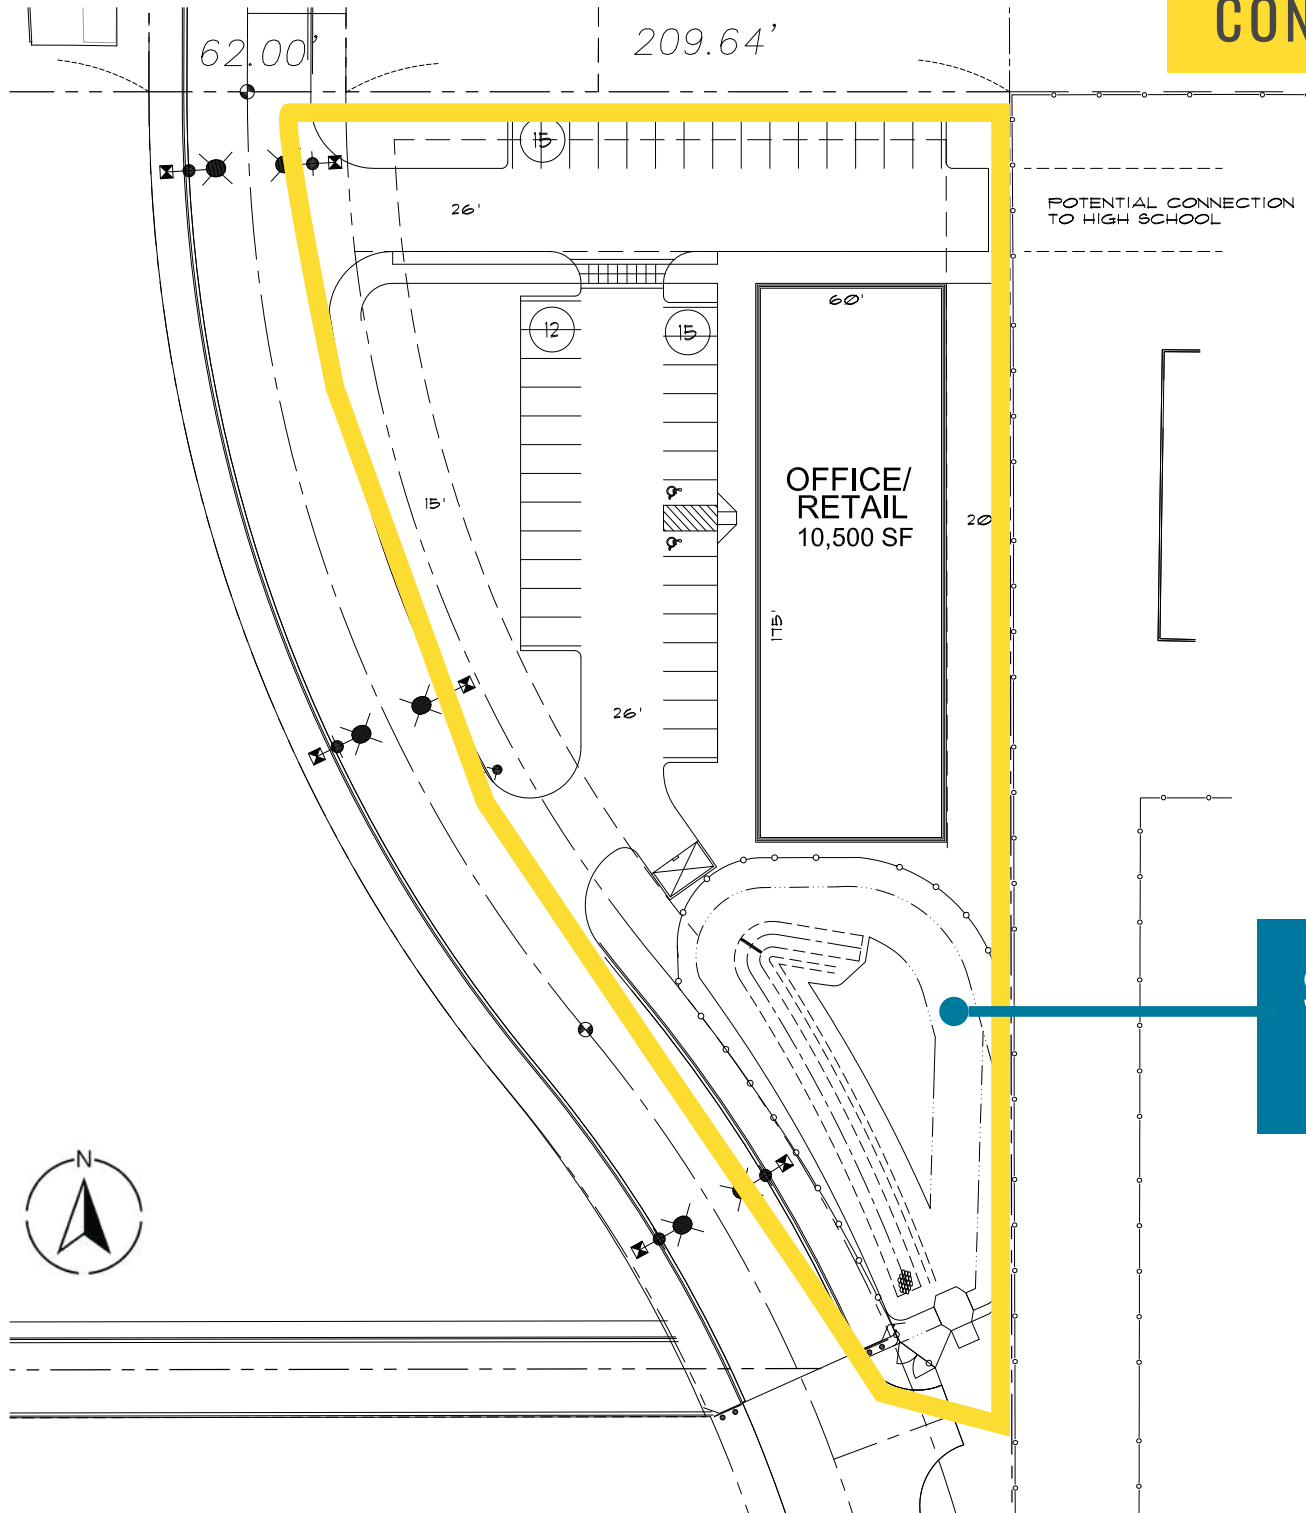 CON
62.00'
209.64'
15
26'
POTENTIAL CONNECTION
TO HIGH SCHOOL
60'
12
15
OFFICE/
RETAIL
10,500 SF
15'
20
175'
26'
N